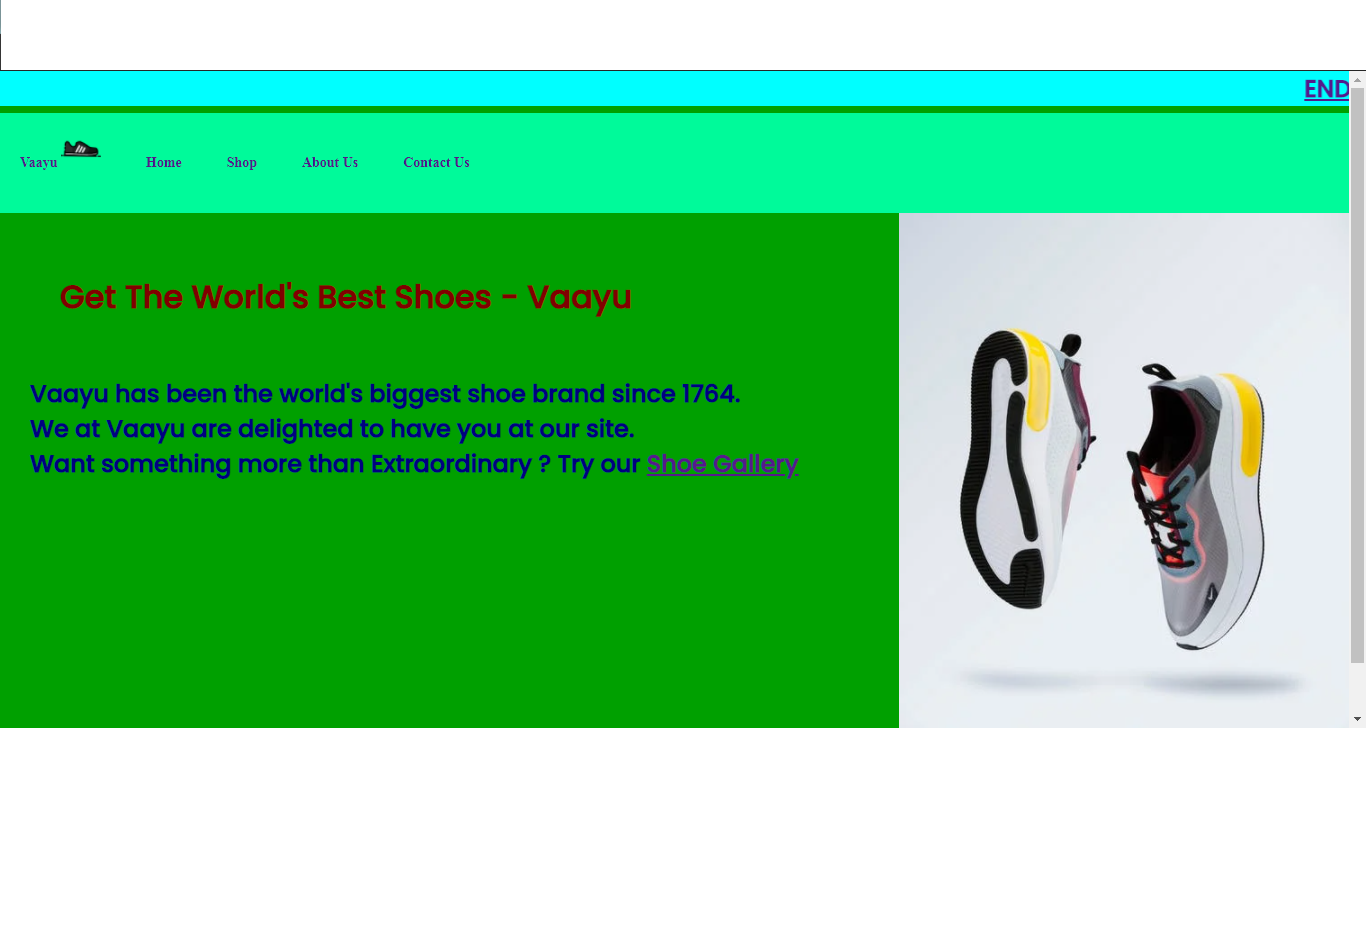 END
Vaayu Home Shop About Us Contact Us
Get The World's Best Shoes - Vaayu
Vaayu has been the world's biggest shoe brand since 1764.
We at Vaayu are delighted to have you at our site.
Want something more than Extraordinary ? Try our Shoe Gallery